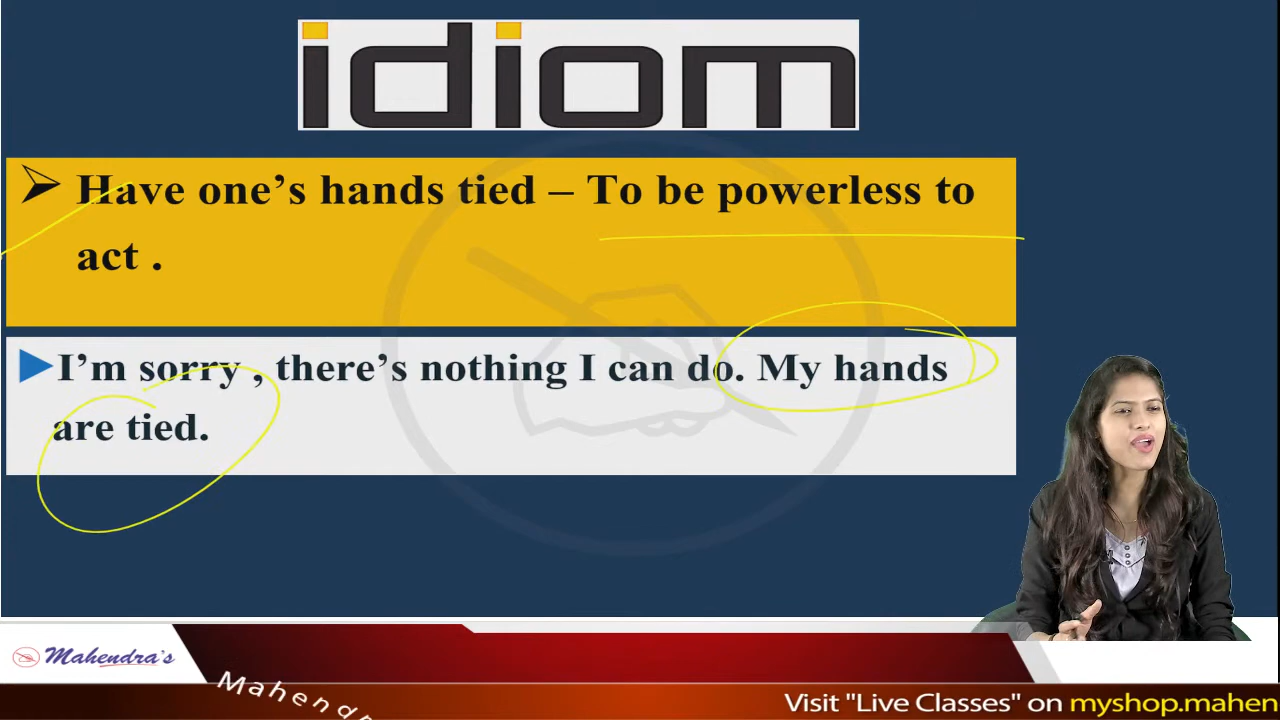 idiom
Have one's hands tied – To be powerless to
act .
I'm sorry , there's nothing I can do. My hands
are tied.
Mahendra's
Mahendr
Visit "Live Classes" on myshop.mahen